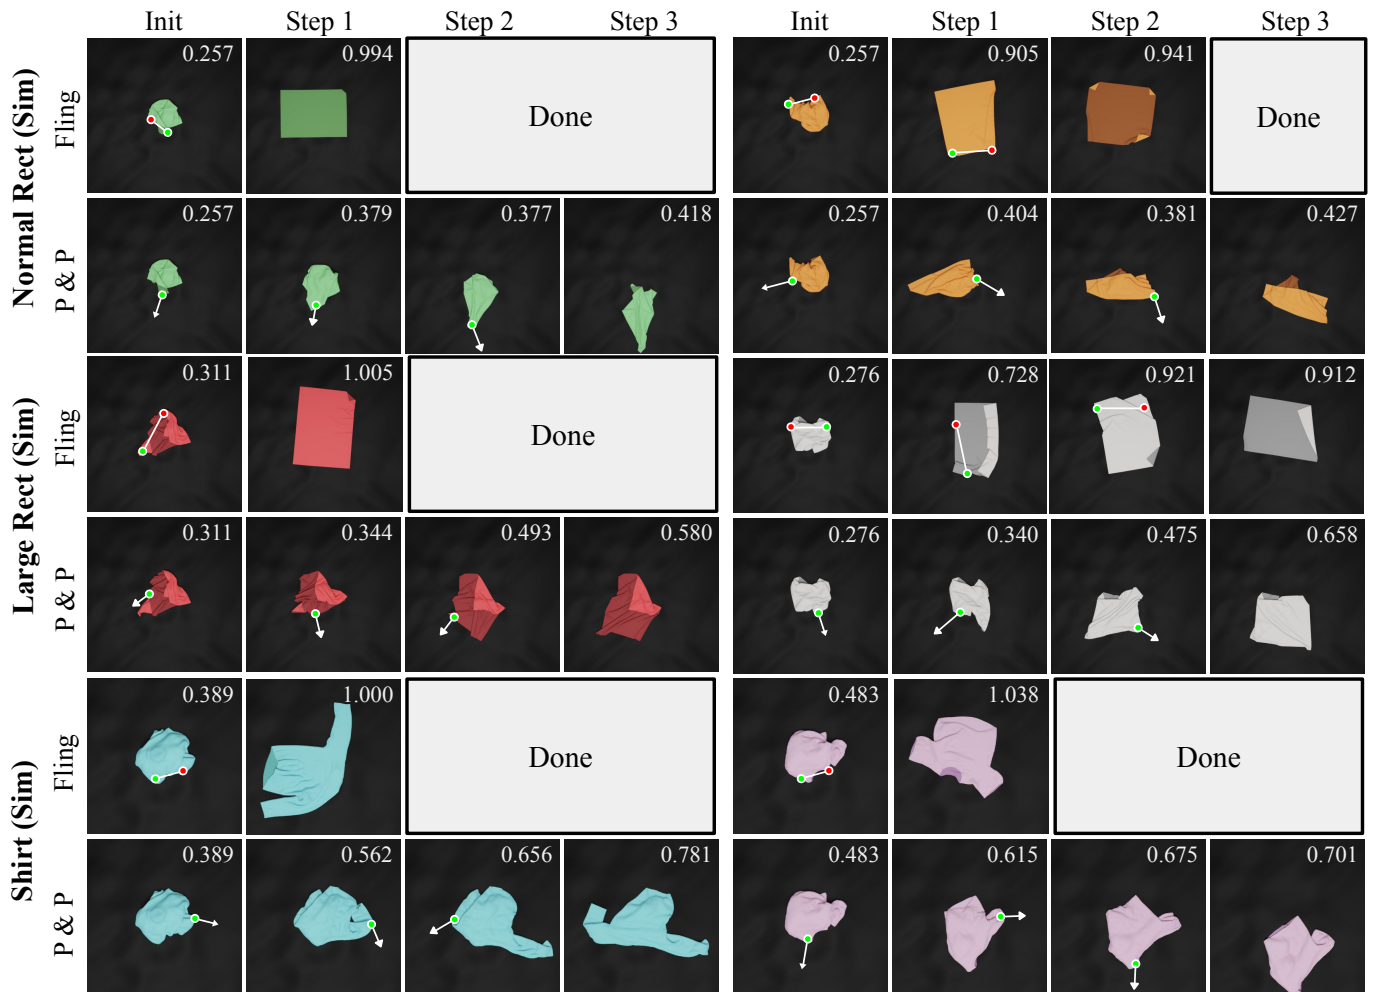 Init Step 1 Step 2 Step 3 Init Step 1 Step 2 Step 3
Normal Rect (Sim)
Fling
0.257 0.994 Done 0.257 0.905 0.941 Done
P & P
0.257 0.379 0.377 0.418 0.257 0.404 0.381 0.427
Large Rect (Sim)
Fling
0.311 1.005 Done 0.276 0.728 0.921 0.912
P & P
0.311 0.344 0.493 0.580 0.276 0.340 0.475 0.658
Shirt (Sim)
Fling
0.389 1.000 Done 0.483 1.038 Done
P & P
0.389 0.562 0.656 0.781 0.483 0.615 0.675 0.701